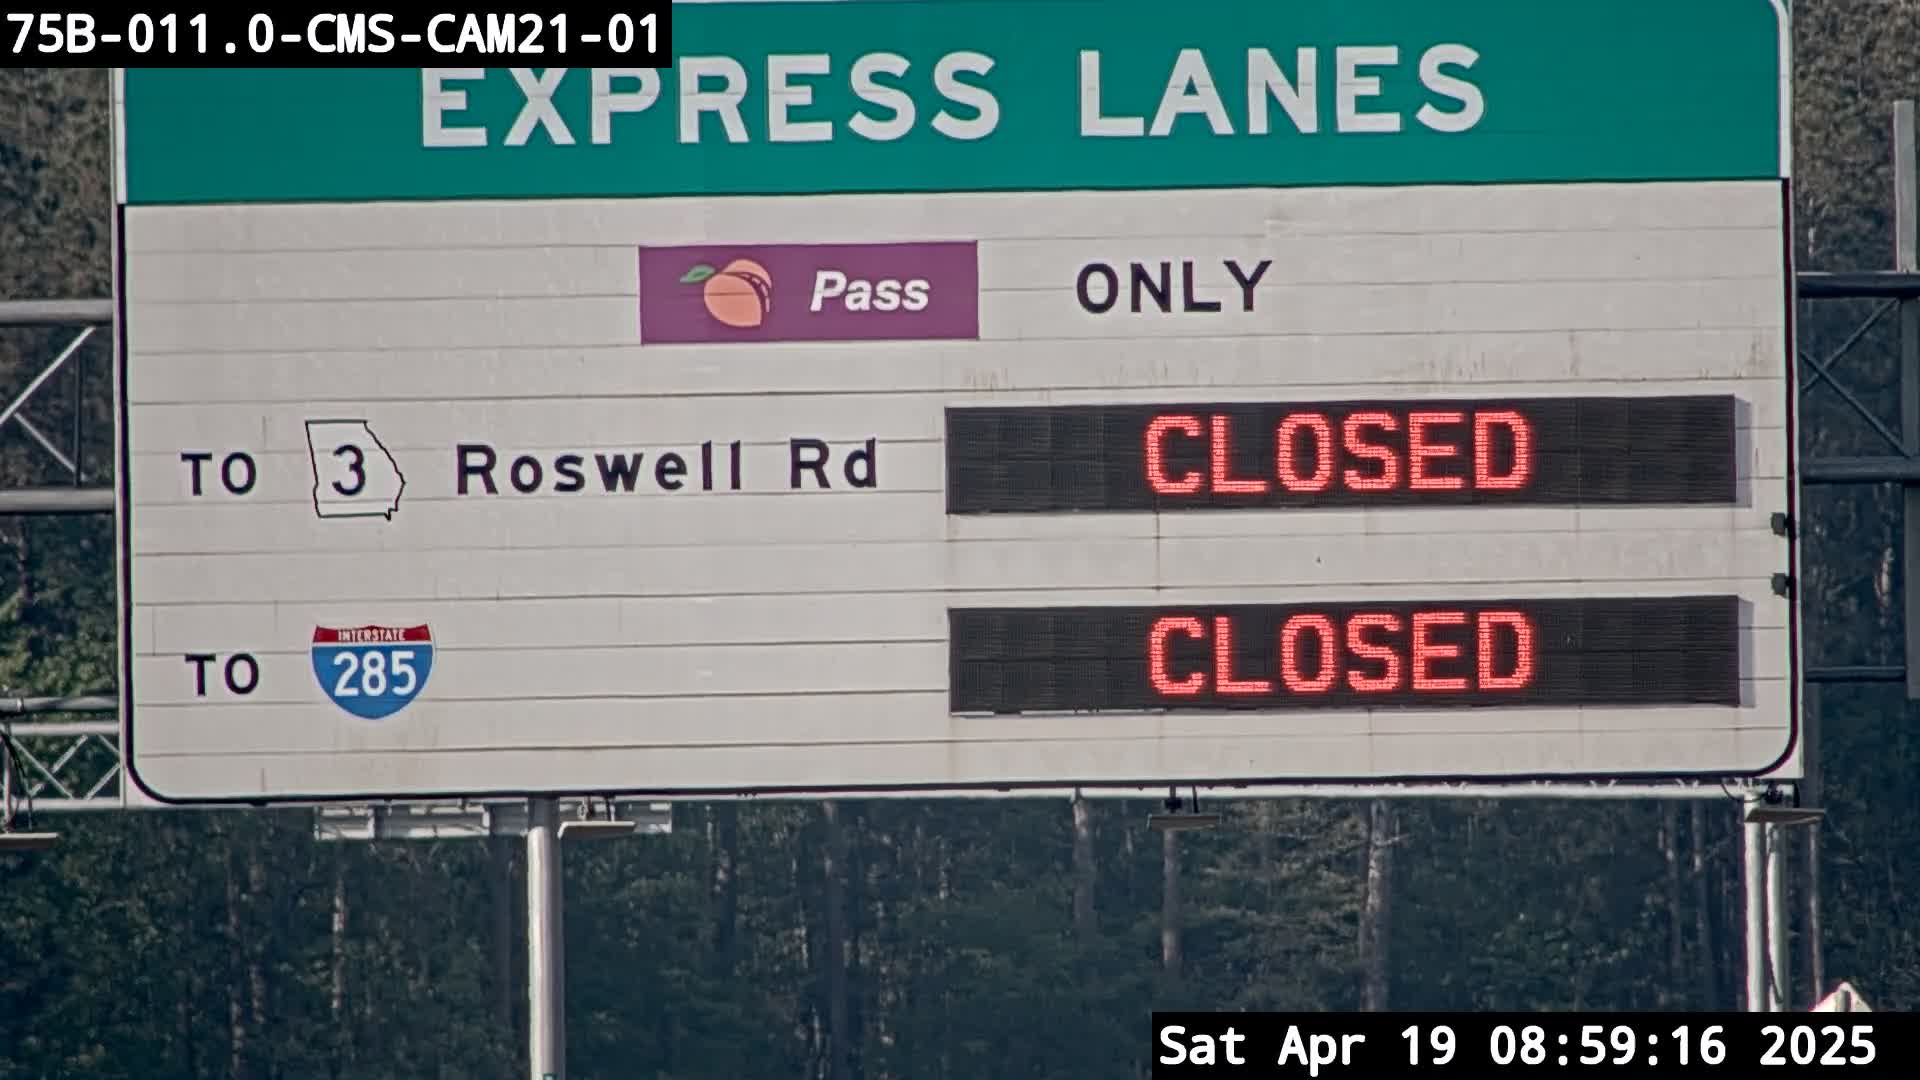 75B-011.0-CMS-CAM21-01
EXPRESS LANES
Pass ONLY
TO 3 Roswell Rd CLOSED
TO INTERSTATE 285 CLOSED
Sat Apr 19 08:59:16 2025